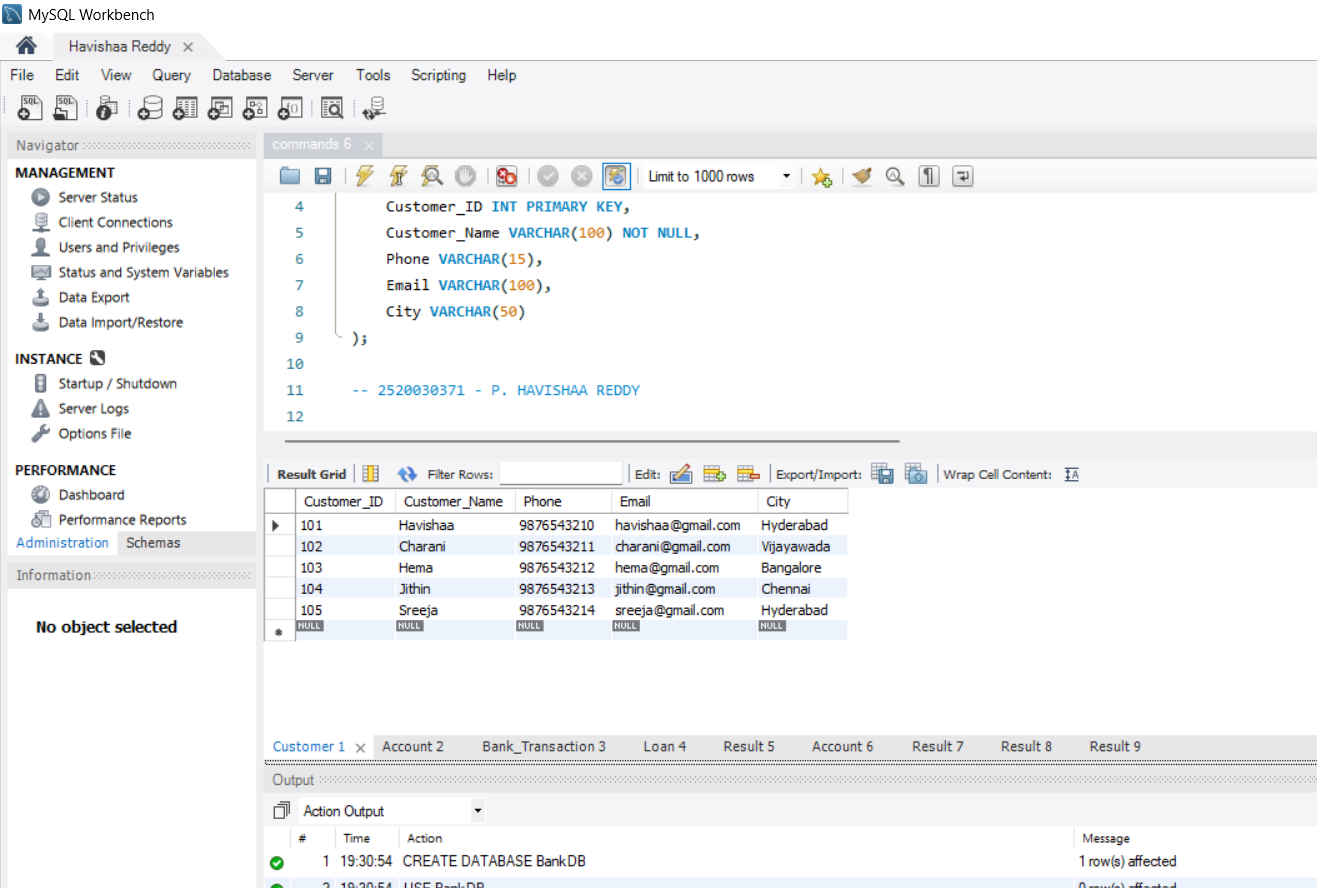 MySQL Workbench
Havishaa Reddy
File Edit View Query Database Server Tools Scripting Help
Navigator
MANAGEMENT
Server Status
Client Connections
Users and Privileges
Status and System Variables
Data Export
Data Import/Restore
INSTANCE
Startup / Shutdown
Server Logs
Options File
PERFORMANCE
Dashboard
Performance Reports
Administration Schemas
Information
No object selected
commands 6
Limit to 1000 rows
4 Customer_ID INT PRIMARY KEY,
5 Customer_Name VARCHAR(100) NOT NULL,
6 Phone VARCHAR(15),
7 Email VARCHAR(100),
8 City VARCHAR(50)
9 );
10
11 -- 2520030371 - P. HAVISHAA REDDY
12
Result Grid Filter Rows: Edit: Export/Import: Wrap Cell Content:
Customer_ID Customer_Name Phone Email City
101 Havishaa 9876543210 havishaa@gmail.com Hyderabad
102 Charani 9876543211 charani@gmail.com Vijayawada
103 Hema 9876543212 hema@gmail.com Bangalore
104 Jithin 9876543213 jithin@gmail.com Chennai
105 Sreeja 9876543214 sreeja@gmail.com Hyderabad
NULL NULL NULL NULL NULL
Customer 1 Account 2 Bank_Transaction 3 Loan 4 Result 5 Account 6 Result 7 Result 8 Result 9
Output
Action Output
# Time Action Message
1 19:30:54 CREATE DATABASE BankDB 1 row(s) affected
2 19:30:54 USE BankDB 0 row(s) affected